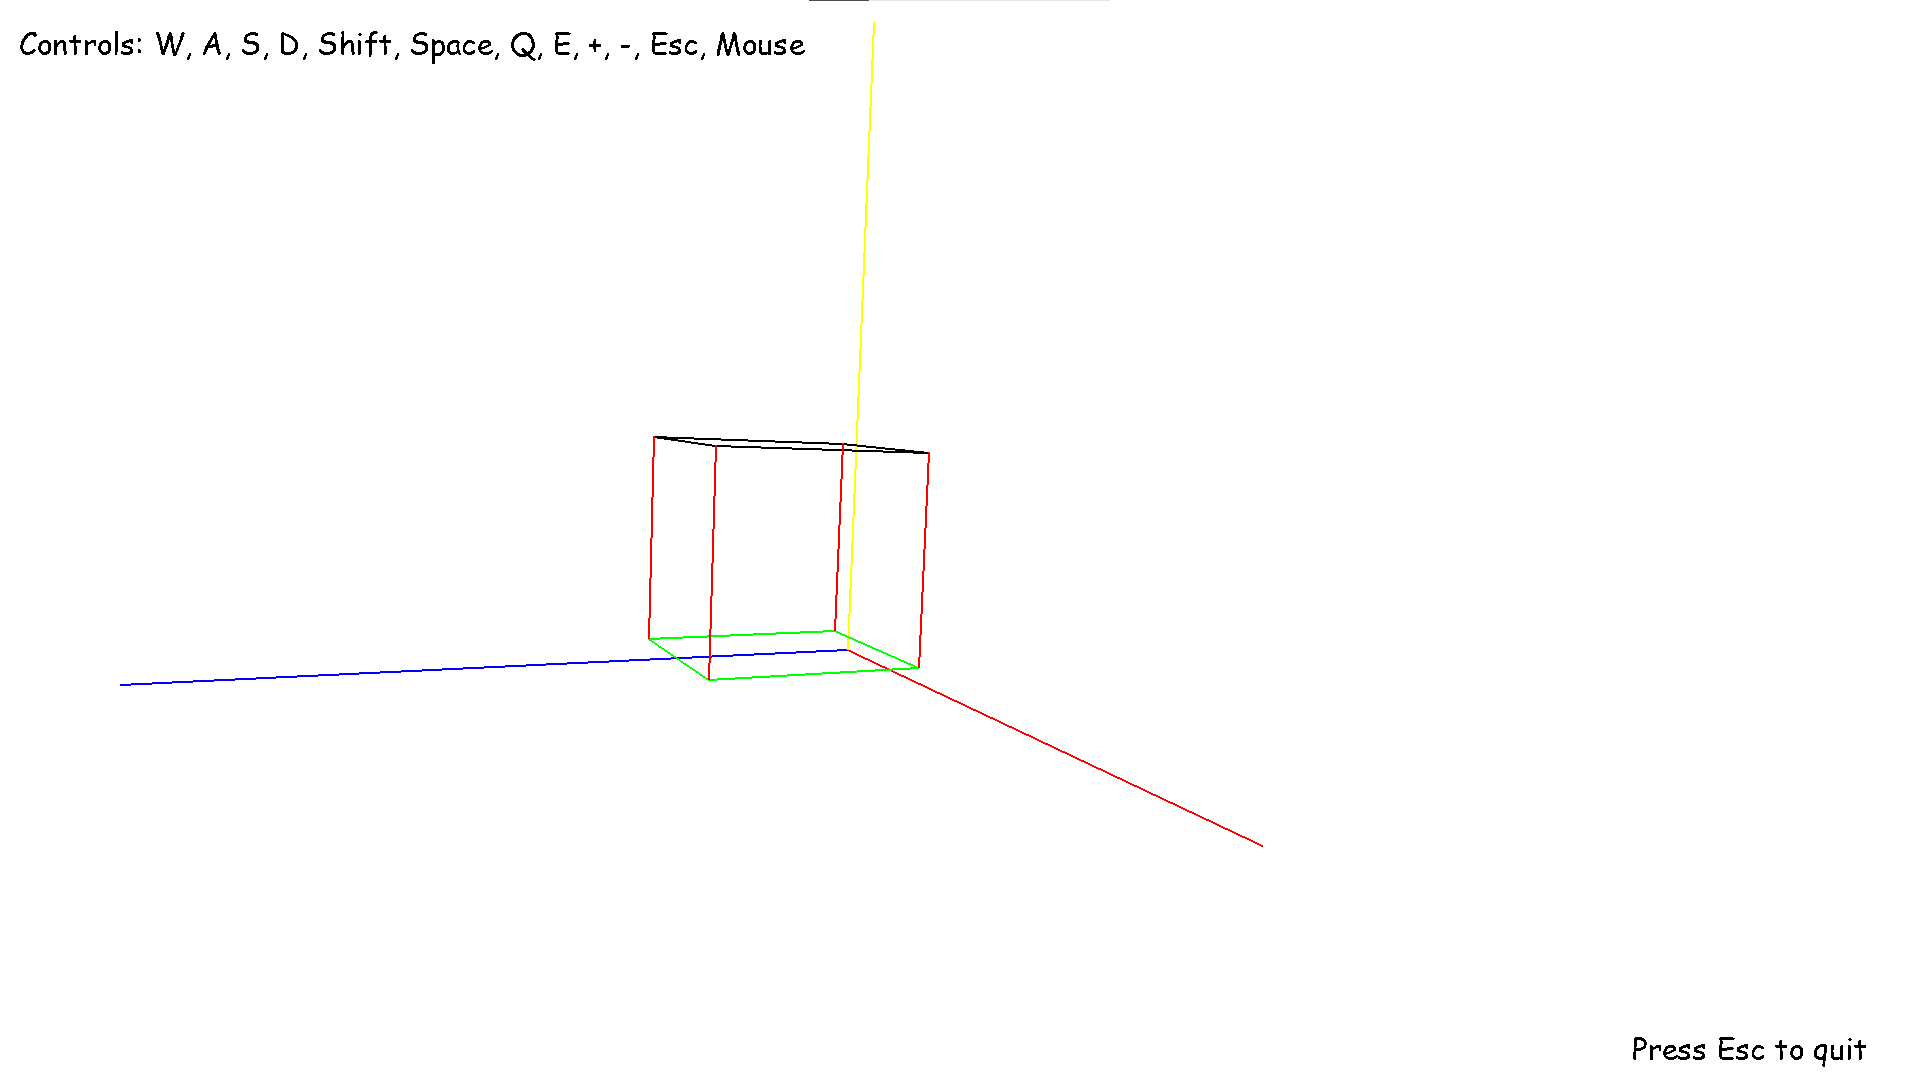 Controls: W, A, S, D, Shift, Space, Q, E, +, -, Esc, Mouse
Press Esc to quit